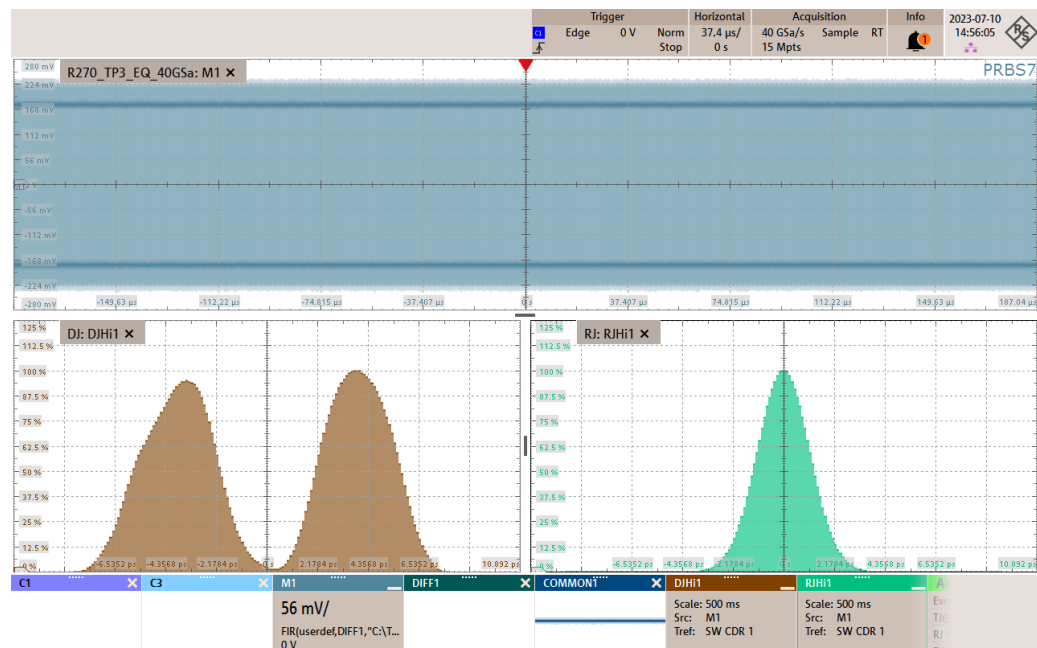 Trigger
C1 Edge 0 V Norm
Stop
Horizontal
37.4 µs/
0 s
Acquisition
40 GSa/s Sample RT
15 Mpts
Info
1
2023-07-10
14:56:05
R&S
R270_TP3_EQ_40GSa: M1 ×
PRBS7
280 mV
224 mV
168 mV
112 mV
56 mV
-56 mV
-112 mV
-168 mV
-224 mV
-280 mV
-149,63 µs -112,22 µs -74,815 µs -37,407 µs 0 s 37,407 µs 74,815 µs 112,22 µs 149,63 µs 187,04 µs
DJ: DJHi1 ×
125 %
112.5 %
100 %
87.5 %
75 %
62.5 %
50 %
37.5 %
25 %
12.5 %
0 %
-6.5352 ps -4.3568 ps -2.1784 ps 0 s 2.1784 ps 4.3568 ps 6.5352 ps 10.892 ps
RJ: RJHi1 ×
125 %
112.5 %
100 %
87.5 %
75 %
62.5 %
50 %
37.5 %
25 %
12.5 %
0 %
-6.5352 ps -4.3568 ps -2.1784 ps 0 s 2.1784 ps 4.3568 ps 6.5352 ps 10.892 ps
C1
C3
M1
56 mV/
FIR(userdef,DIFF1,"C:\T...
0 V
DIFF1
COMMON1
DJHi1
Scale: 500 ms
Src: M1
Tref: SW CDR 1
RJHi1
Scale: 500 ms
Src: M1
Tref: SW CDR 1